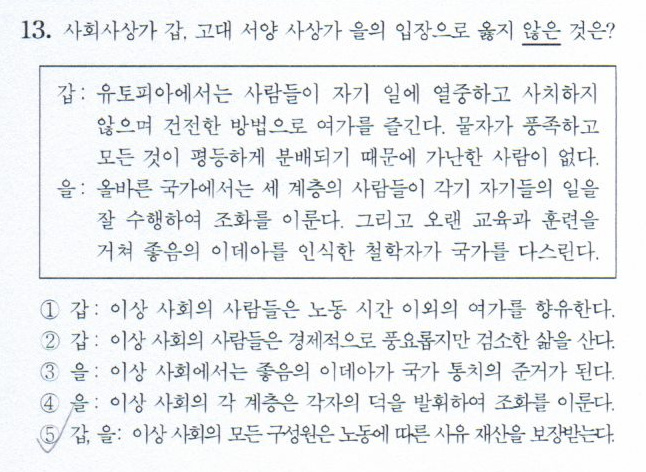 13. 사회사상가 갑, 고대 서양 사상가 을의 입장으로 옳지 않은 것은?
갑: 유토피아에서는 사람들이 자기 일에 열중하고 사치하지
않으며 건전한 방법으로 여가를 즐긴다. 물자가 풍족하고
모든 것이 평등하게 분배되기 때문에 가난한 사람이 없다.
을: 올바른 국가에서는 세 계층의 사람들이 각기 자기들의 일을
잘 수행하여 조화를 이룬다. 그리고 오랜 교육과 훈련을
거쳐 좋음의 이데아를 인식한 철학자가 국가를 다스린다.
① 갑: 이상 사회의 사람들은 노동 시간 이외의 여가를 향유한다.
② 갑: 이상 사회의 사람들은 경제적으로 풍요롭지만 검소한 삶을 산다.
③ 을: 이상 사회에서는 좋음의 이데아가 국가 통치의 준거가 된다.
④ 을: 이상 사회의 각 계층은 각자의 덕을 발휘하여 조화를 이룬다.
⑤ 갑, 을: 이상 사회의 모든 구성원은 노동에 따른 사유 재산을 보장받는다.